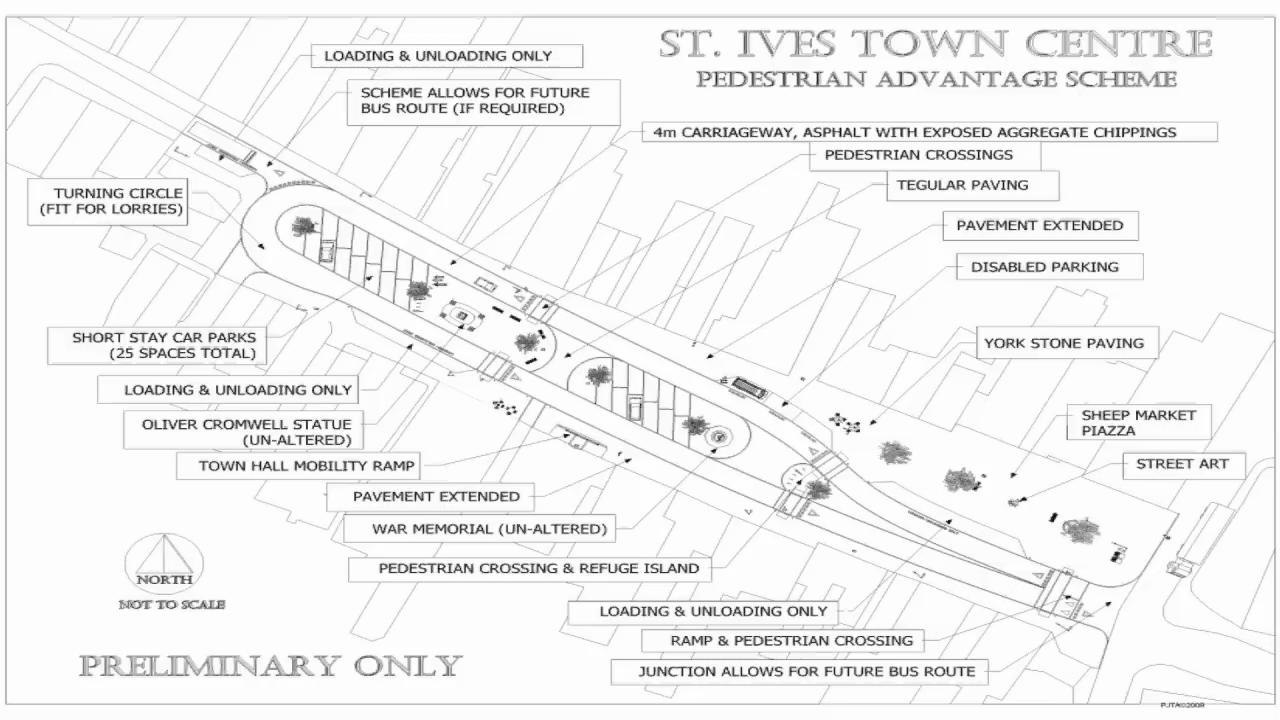 ST. IVES TOWN CENTRE
PEDESTRIAN ADVANTAGE SCHEME
LOADING & UNLOADING ONLY
SCHEME ALLOWS FOR FUTURE
BUS ROUTE (IF REQUIRED)
4m CARRIAGEWAY, ASPHALT WITH EXPOSED AGGREGATE CHIPPINGS
PEDESTRIAN CROSSINGS
TEGULAR PAVING
TURNING CIRCLE
(FIT FOR LORRIES)
PAVEMENT EXTENDED
DISABLED PARKING
SHORT STAY CAR PARKS
(25 SPACES TOTAL)
YORK STONE PAVING
LOADING & UNLOADING ONLY
OLIVER CROMWELL STATUE
(UN-ALTERED)
SHEEP MARKET
PIAZZA
TOWN HALL MOBILITY RAMP
STREET ART
PAVEMENT EXTENDED
WAR MEMORIAL (UN-ALTERED)
PEDESTRIAN CROSSING & REFUGE ISLAND
NORTH
NOT TO SCALE
LOADING & UNLOADING ONLY
RAMP & PEDESTRIAN CROSSING
JUNCTION ALLOWS FOR FUTURE BUS ROUTE
PRELIMINARY ONLY